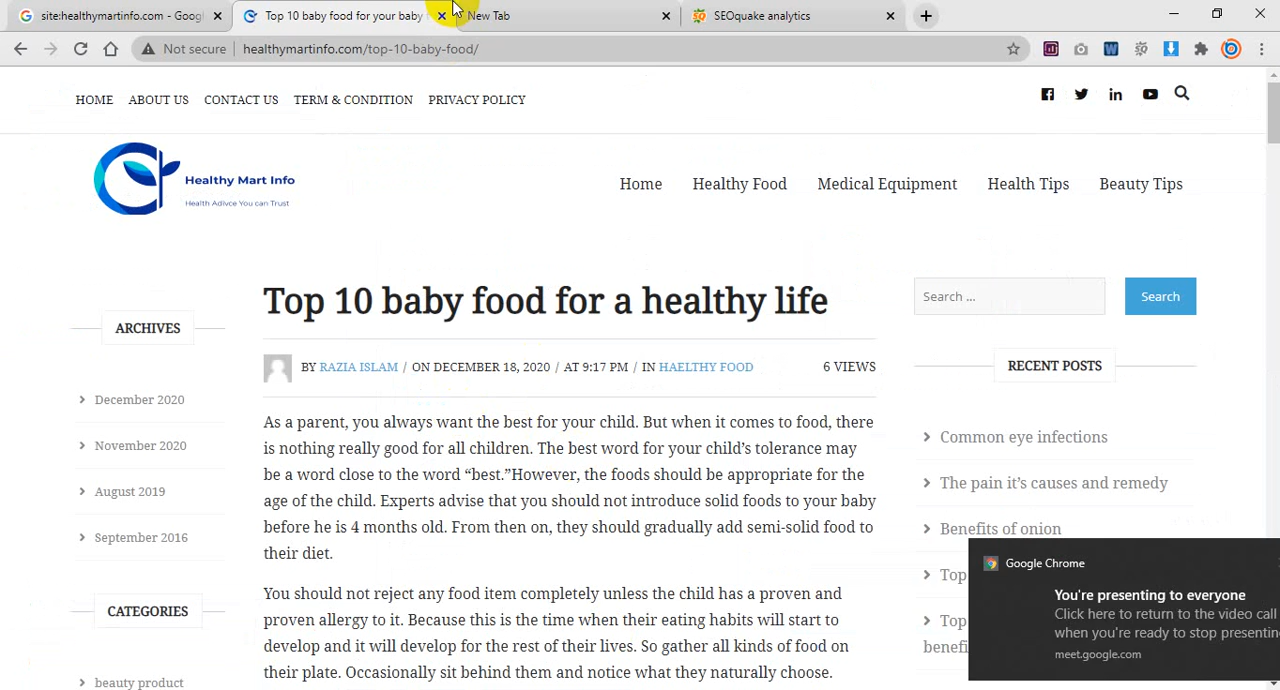 site:healthymartinfo.com - Goog
Top 10 baby food for your baby
New Tab
SEOquake analytics
Not secure
healthymartinfo.com/top-10-baby-food/
HOME ABOUT US CONTACT US TERM & CONDITION PRIVACY POLICY
Healthy Mart Info
Health Adivce You can Trust
Home Healthy Food Medical Equipment Health Tips Beauty Tips
ARCHIVES
December 2020
November 2020
August 2019
September 2016
CATEGORIES
beauty product
Top 10 baby food for a healthy life
BY RAZIA ISLAM / ON DECEMBER 18, 2020 / AT 9:17 PM / IN HAELTHY FOOD 6 VIEWS
As a parent, you always want the best for your child. But when it comes to food, there
is nothing really good for all children. The best word for your child’s tolerance may
be a word close to the word “best.”However, the foods should be appropriate for the
age of the child. Experts advise that you should not introduce solid foods to your baby
before he is 4 months old. From then on, they should gradually add semi-solid food to
their diet.
You should not reject any food item completely unless the child has a proven and
proven allergy to it. Because this is the time when their eating habits will start to
develop and it will develop for the rest of their lives. So gather all kinds of food on
their plate. Occasionally sit behind them and notice what they naturally choose.
Search ...
Search
RECENT POSTS
Common eye infections
The pain it’s causes and remedy
Benefits of onion
Top
Top
benefi
Google Chrome
You're presenting to everyone
Click here to return to the video call
when you're ready to stop presentin
meet.google.com